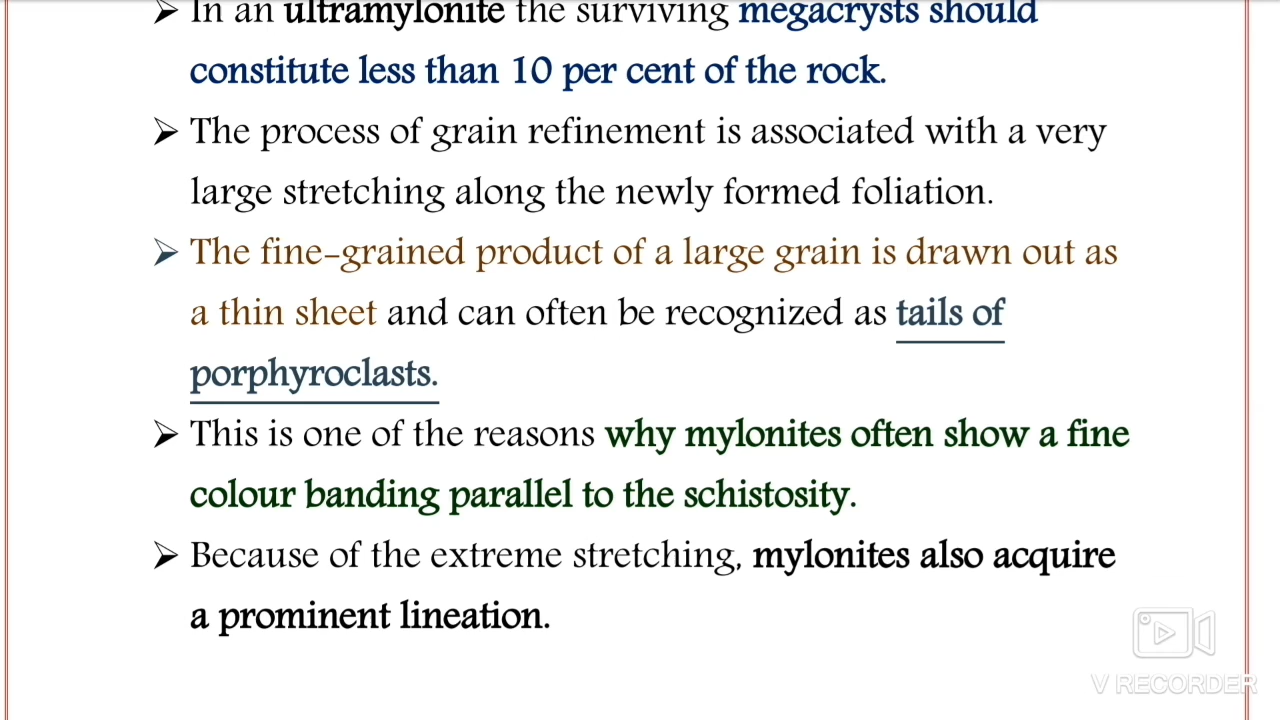 ➢ In an ultramylonite the surviving megacrysts should
constitute less than 10 per cent of the rock.
➢ The process of grain refinement is associated with a very
large stretching along the newly formed foliation.
➢ The fine-grained product of a large grain is drawn out as
a thin sheet and can often be recognized as tails of
porphyroclasts.
➢ This is one of the reasons why mylonites often show a fine
colour banding parallel to the schistosity.
➢ Because of the extreme stretching, mylonites also acquire
a prominent lineation.
V RECORDER